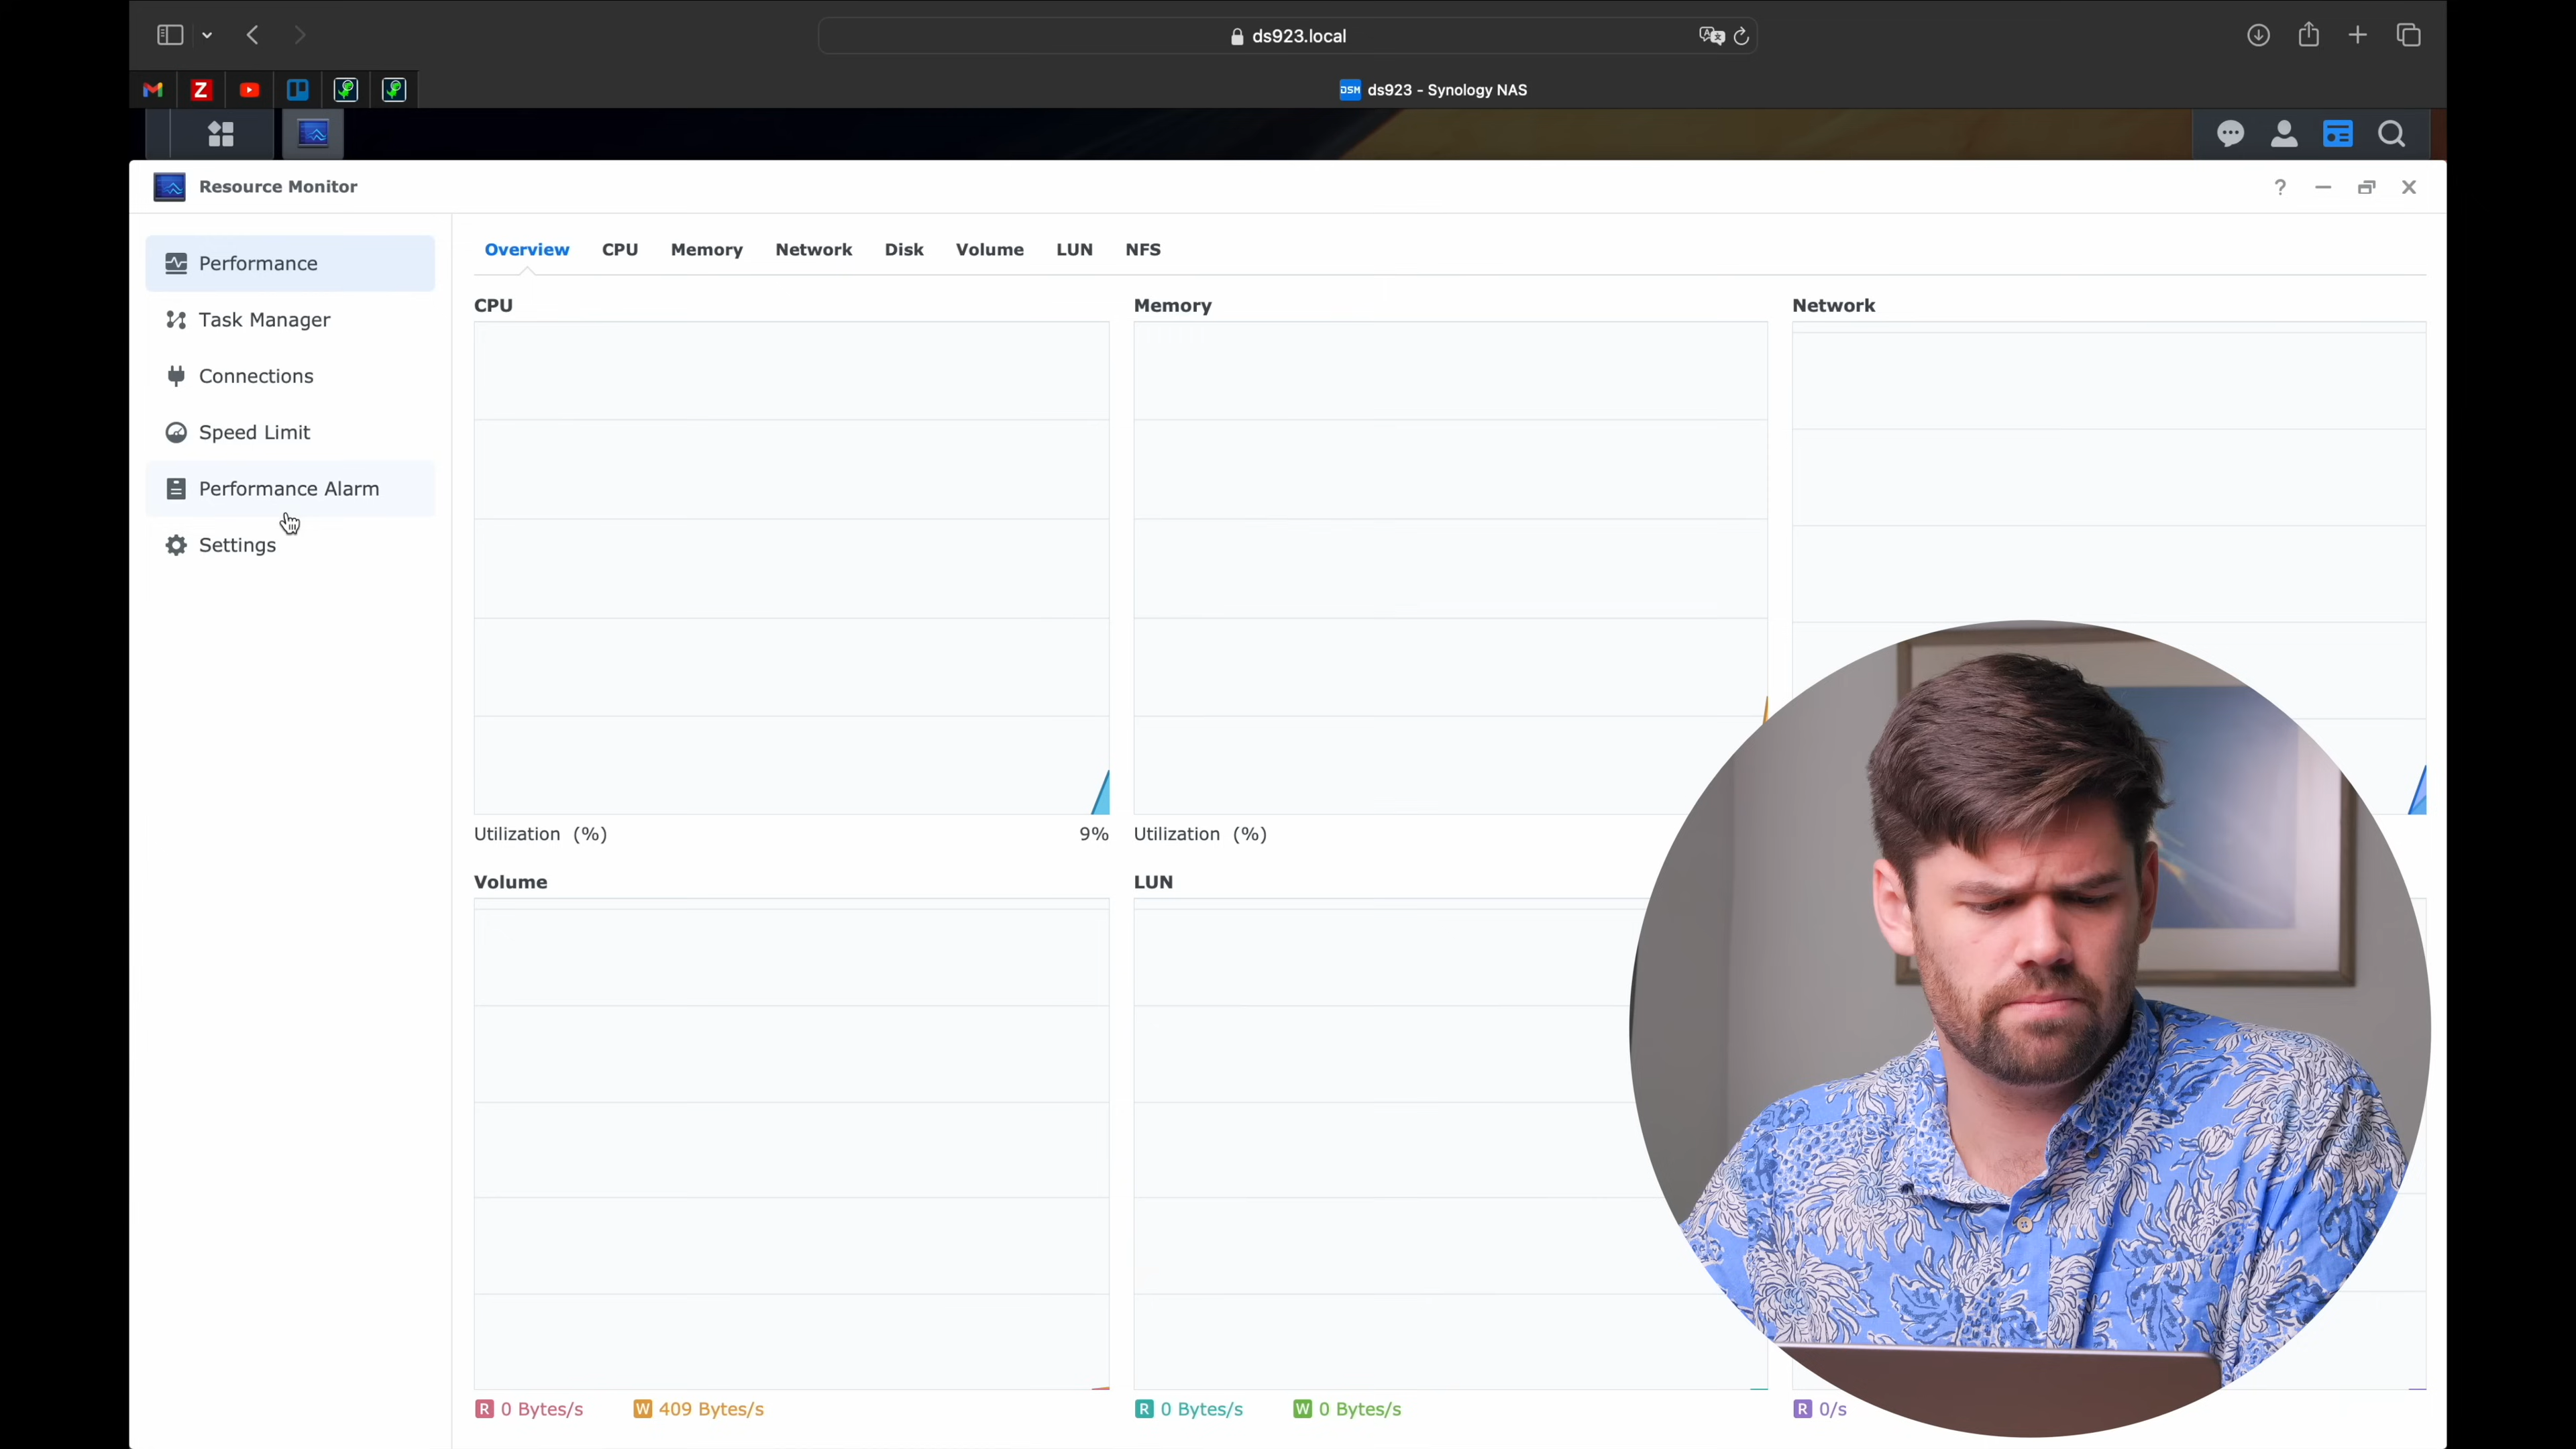 ds923.local
Z
DSM ds923 - Synology NAS
Resource Monitor
?
Performance
Task Manager
Connections
Speed Limit
Performance Alarm
Settings
Overview CPU Memory Network Disk Volume LUN NFS
CPU
Utilization (%) 9%
Memory
Utilization (%)
Network
Volume
R 0 Bytes/s W 409 Bytes/s
LUN
R 0 Bytes/s W 0 Bytes/s
R 0/s